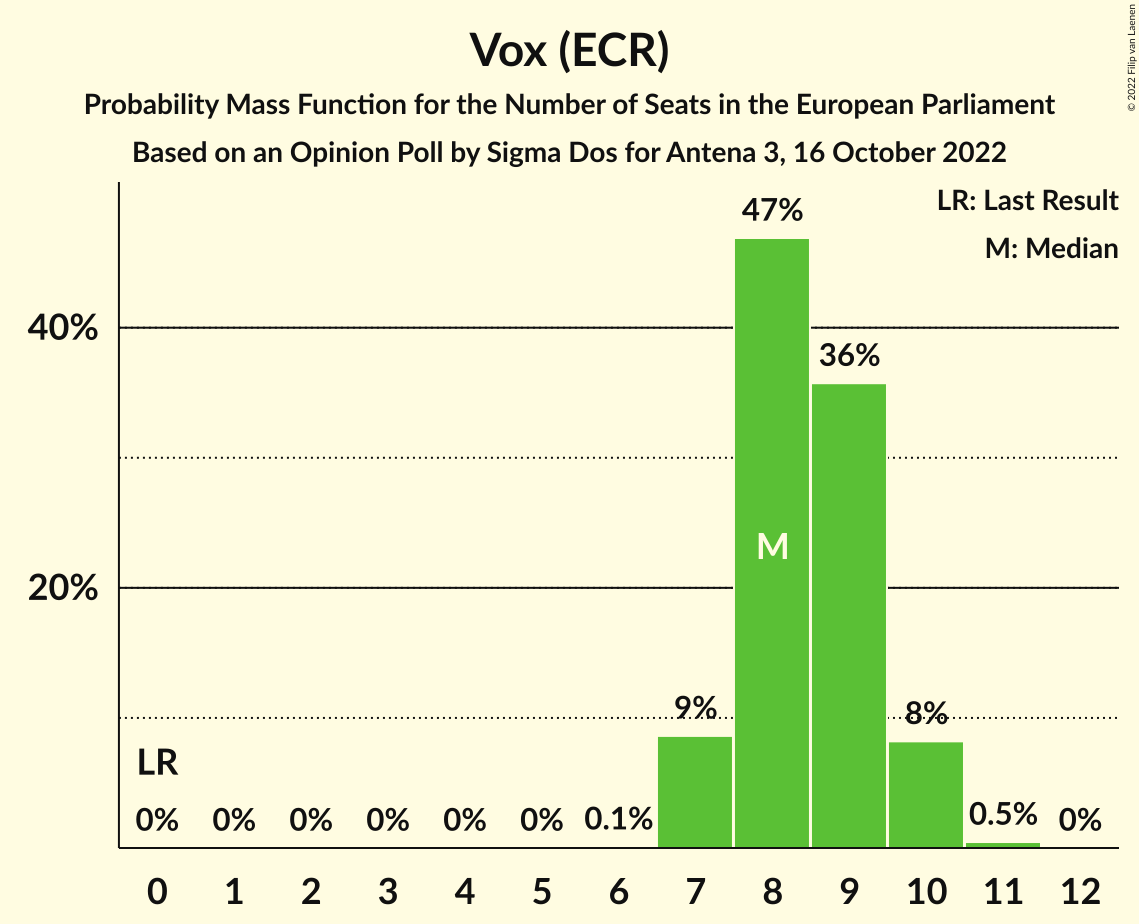 Vox (ECR)
Probability Mass Function for the Number of Seats in the European Parliament
Based on an Opinion Poll by Sigma Dos for Antena 3, 16 October 2022
© 2022 Filip van Laenen
LR: Last Result
M: Median
47%
40%
36%
M
20%
9%
8%
LR
0% 0% 0% 0% 0% 0% 0.1% 0.5% 0%
0 1 2 3 4 5 6 7 8 9 10 11 12